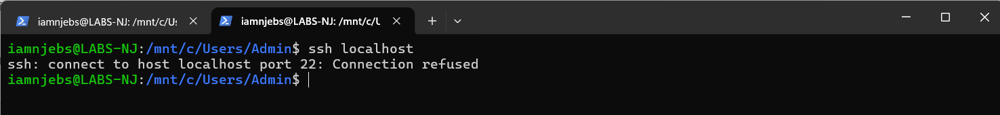 iamnjebs@LABS-NJ: /mnt/c/Us
iamnjebs@LABS-NJ: /mnt/c/U
iamnjebs@LABS-NJ:/mnt/c/Users/Admin$ ssh localhost
ssh: connect to host localhost port 22: Connection refused
iamnjebs@LABS-NJ:/mnt/c/Users/Admin$